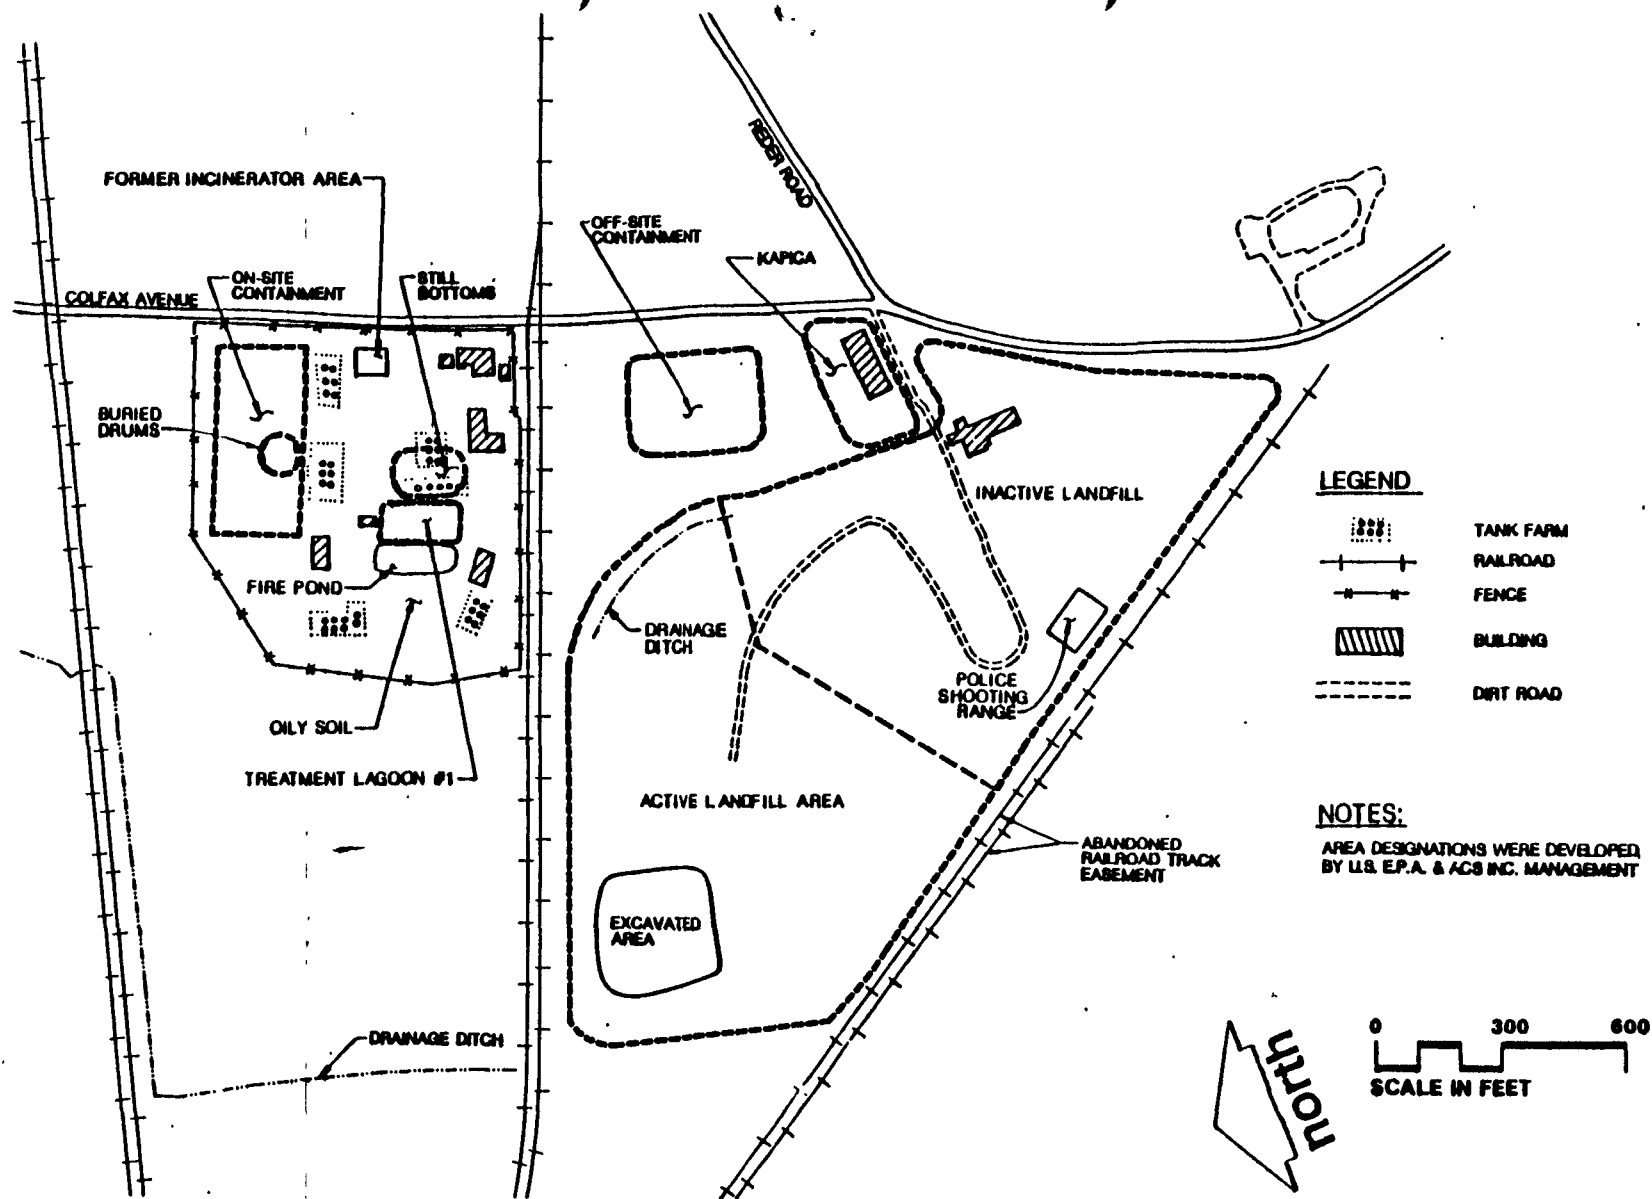 REDER ROAD
FORMER INCINERATOR AREA
OFF-SITE
CONTAINMENT
KAPICA
ON-SITE
CONTAINMENT
STILL
BOTTOMS
COLFAX AVENUE
BURIED
DRUMS
INACTIVE LANDFILL
FIRE POND
DRAINAGE
DITCH
POLICE
SHOOTING
RANGE
OILY SOIL
TREATMENT LAGOON #1
ACTIVE LANDFILL AREA
ABANDONED
RAILROAD TRACK
EASEMENT
EXCAVATED
AREA
DRAINAGE DITCH
LEGEND
TANK FARM
RAILROAD
FENCE
BUILDING
DIRT ROAD
NOTES:
AREA DESIGNATIONS WERE DEVELOPED
BY U.S. E.P.A. & ACS INC. MANAGEMENT
north
0 300 600
SCALE IN FEET